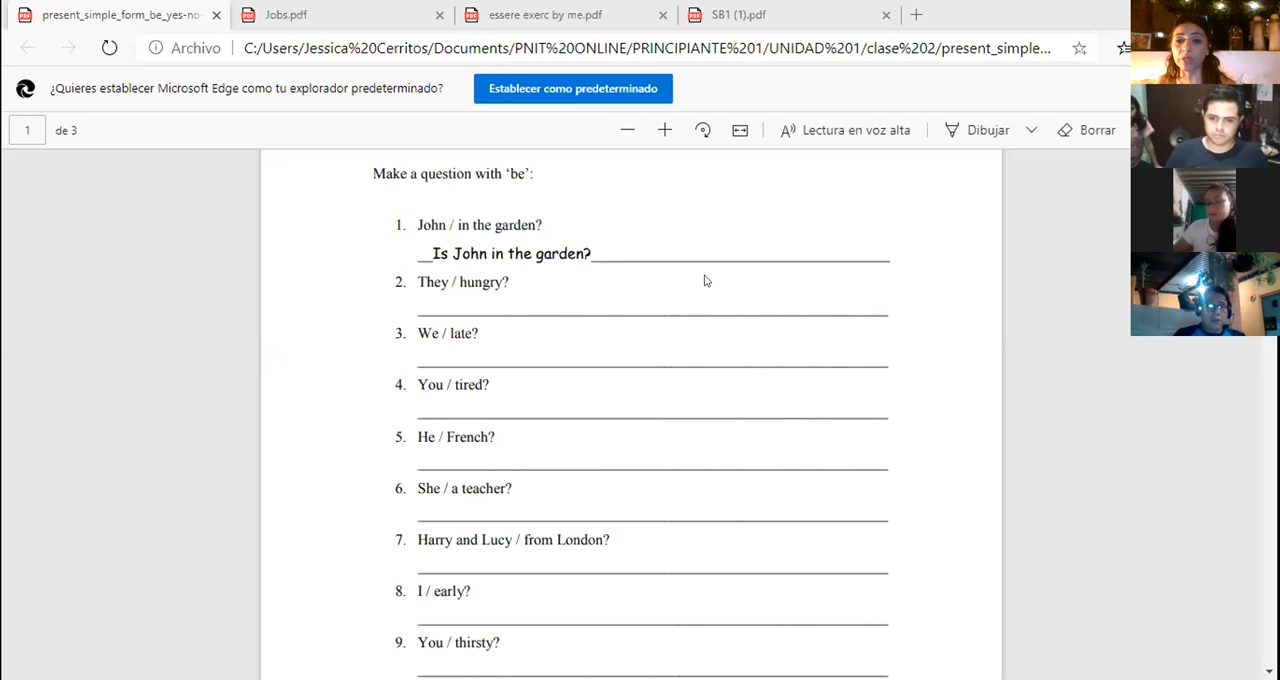 present_simple_form_be_yes-no-
Jobs.pdf
essere exerc by me.pdf
SB1 (1).pdf
Archivo
C:/Users/Jessica%20Cerritos/Documents/PNIT%20ONLINE/PRINCIPIANTE%201/UNIDAD%201/clase%202/present_simple...
¿Quieres establecer Microsoft Edge como tu explorador predeterminado?
Establecer como predeterminado
1
de 3
Lectura en voz alta
Dibujar
Borrar
Make a question with ‘be’:
1. John / in the garden?
__Is John in the garden?
2. They / hungry?
3. We / late?
4. You / tired?
5. He / French?
6. She / a teacher?
7. Harry and Lucy / from London?
8. I / early?
9. You / thirsty?